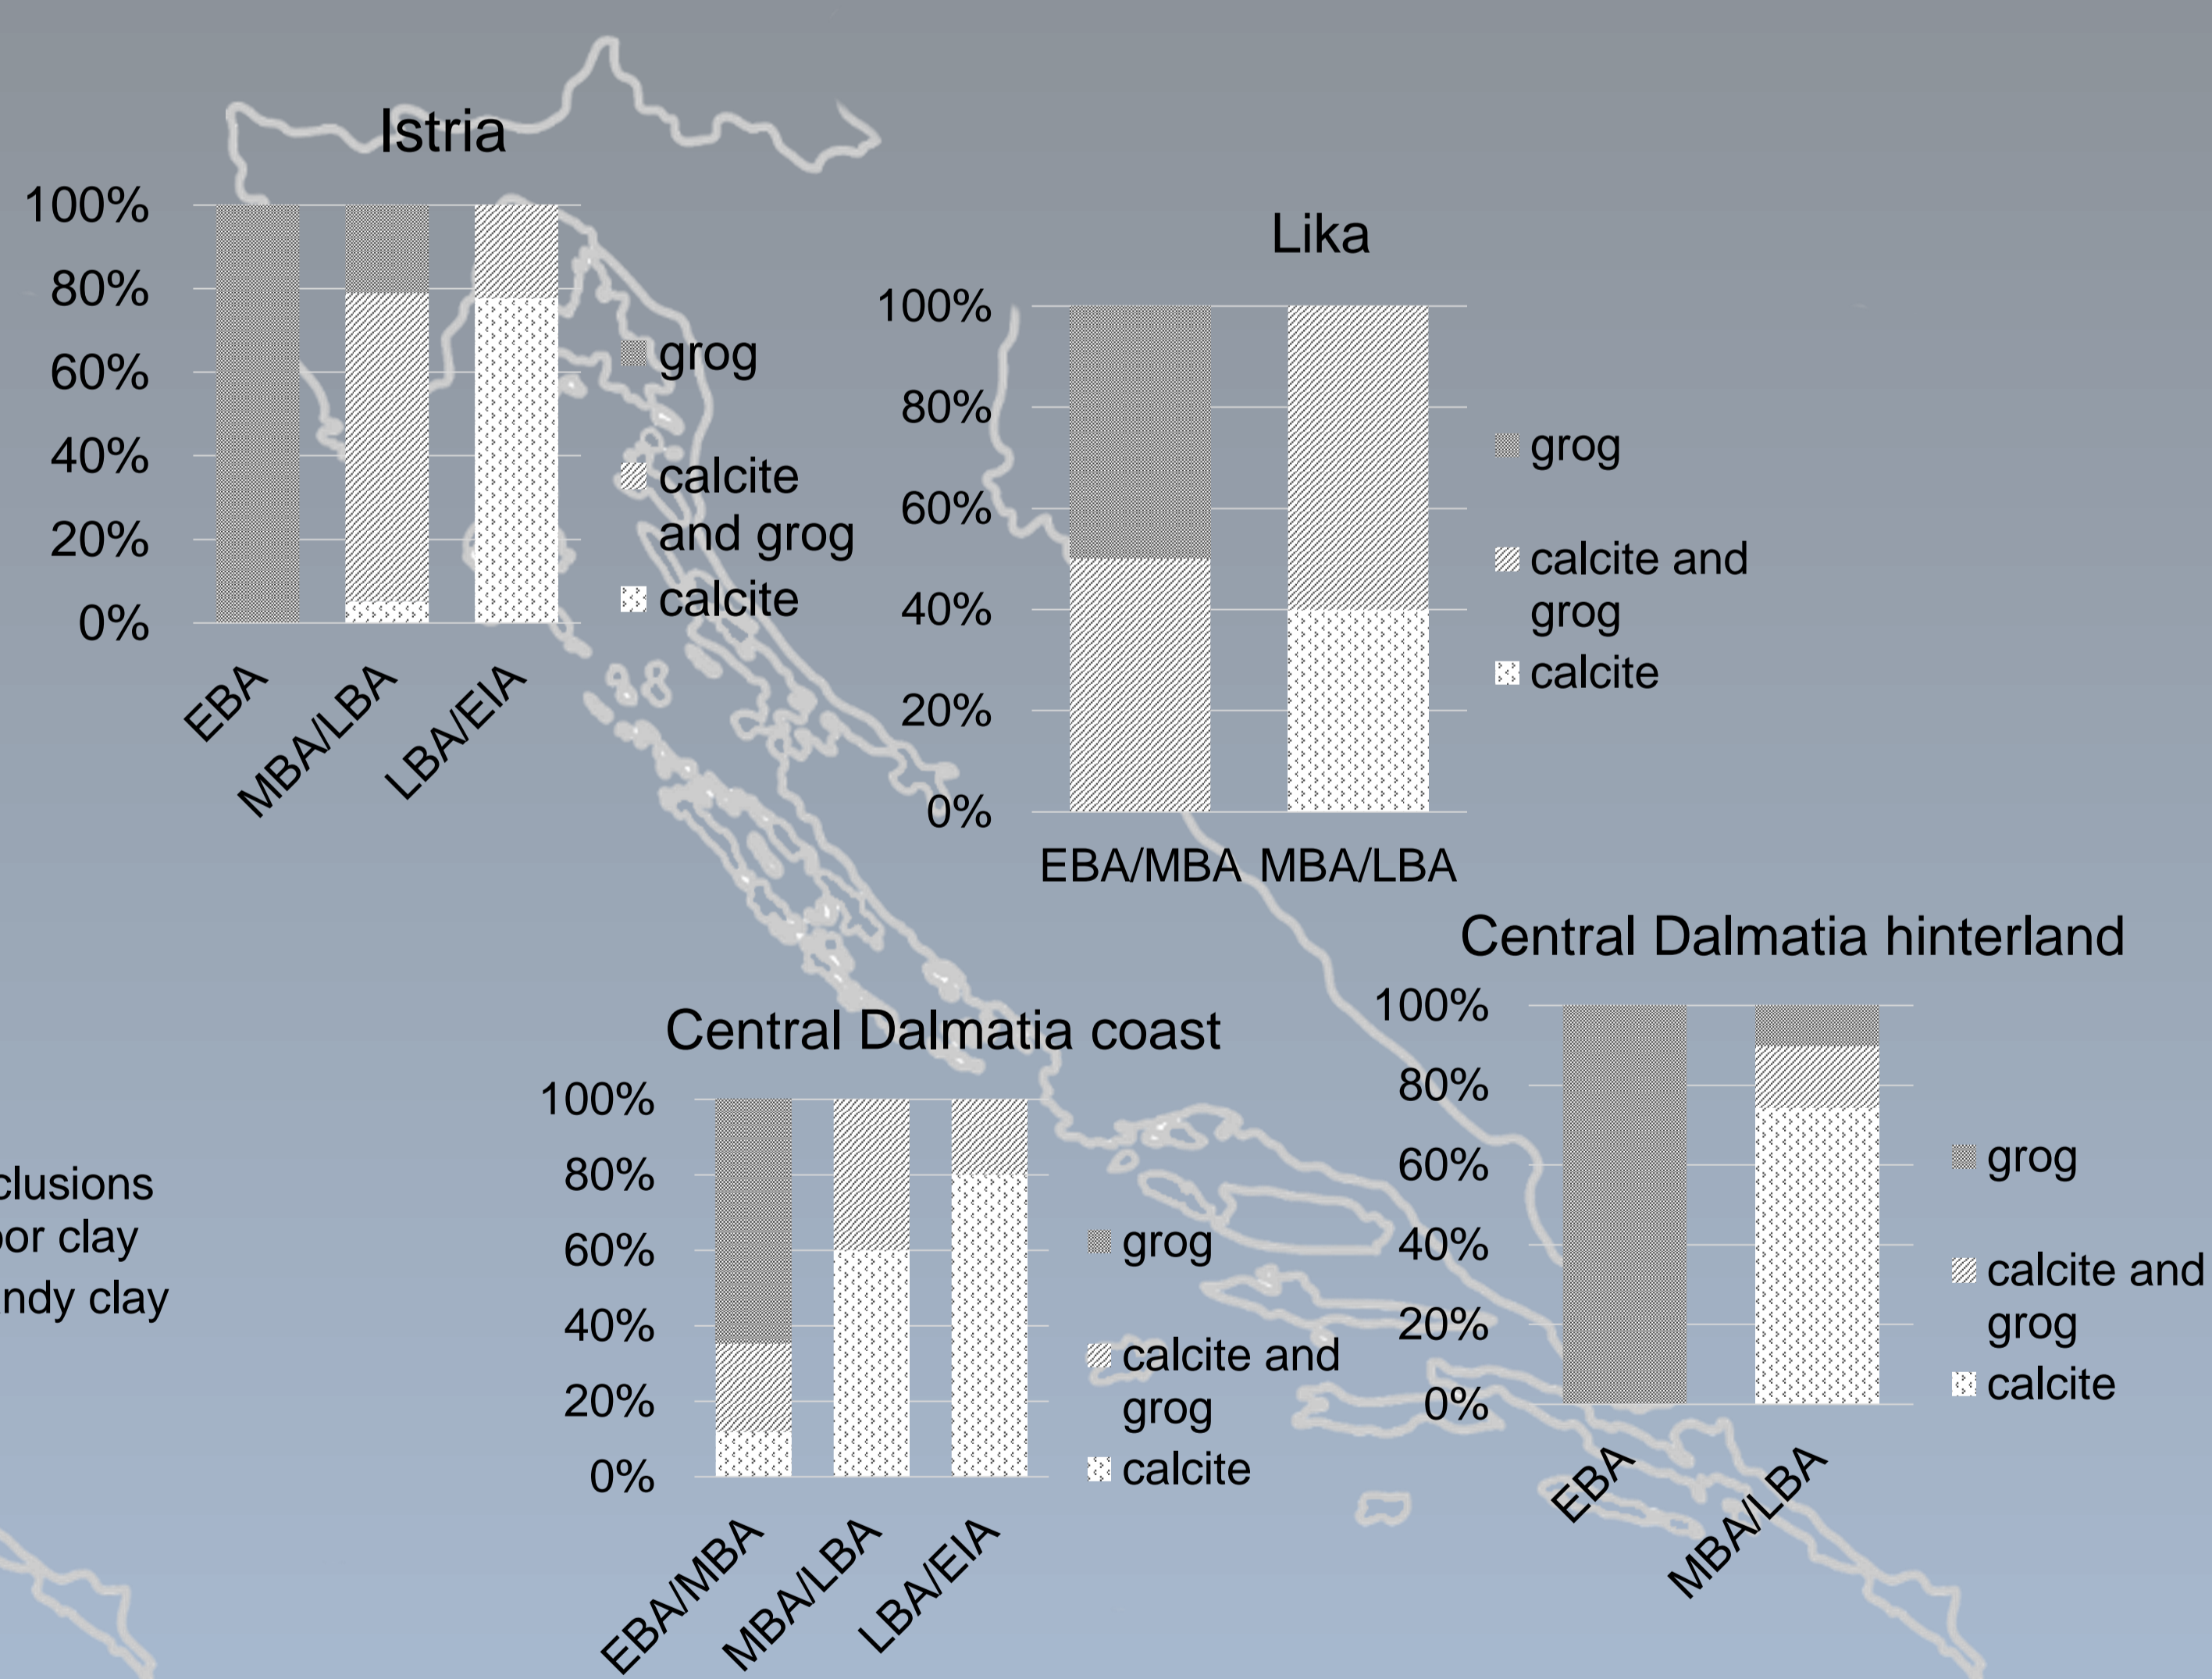 Istria
100%
80%
60%
40%
20%
0%
EBA
MBA/LBA
LBA/EIA
grog
calcite
and grog
calcite
Lika
100%
80%
60%
40%
20%
0%
EBA/MBA MBA/LBA
grog
calcite and
grog
calcite
Central Dalmatia hinterland
100%
80%
60%
40%
20%
0%
EBA
MBA/LBA
grog
calcite and
grog
calcite
Central Dalmatia coast
100%
80%
60%
40%
20%
0%
EBA/MBA
MBA/LBA
LBA/EIA
grog
calcite and
grog
calcite
clay
clay